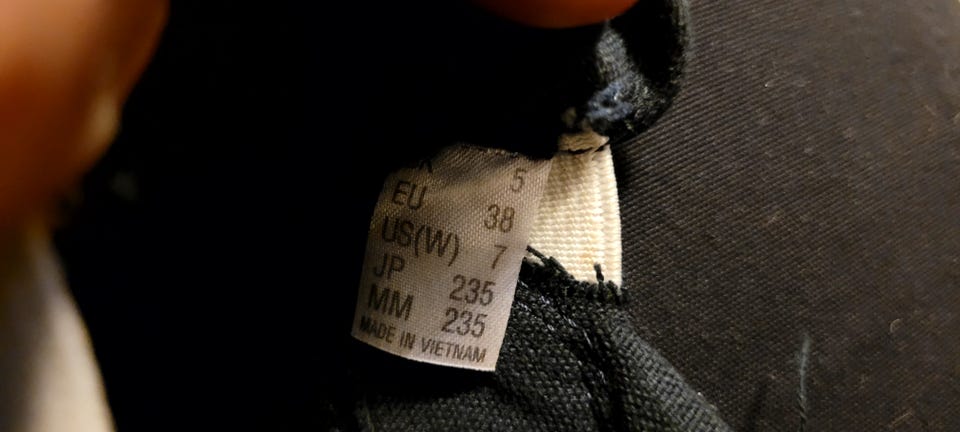 5
EU 38
US(W) 7
JP 235
MM 235
MADE IN VIETNAM